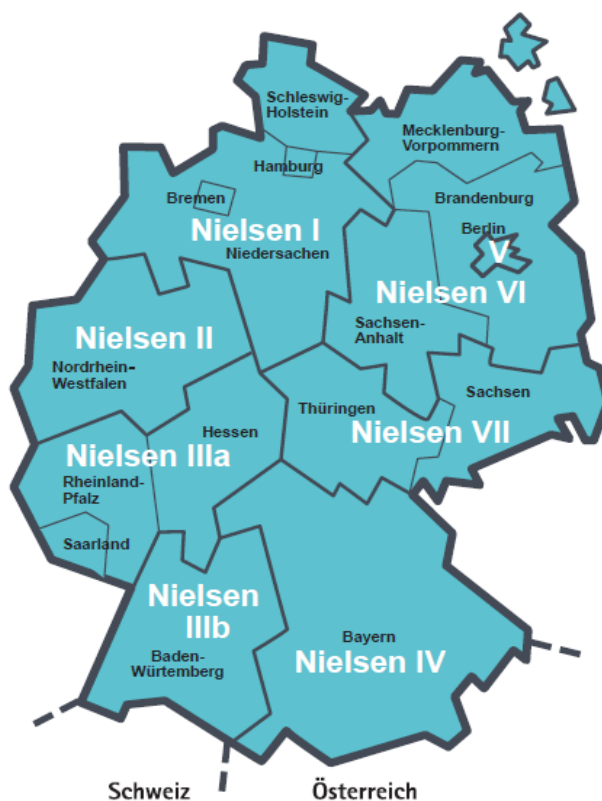 Schleswig-
Holstein
Mecklenburg-
Vorpommern
Hamburg
Bremen
Brandenburg
Berlin
V
Nielsen I
Niedersachen
Nielsen VI
Nielsen II
Sachsen-
Anhalt
Nordrhein-
Westfalen
Sachsen
Thüringen
Hessen
Nielsen VII
Nielsen IIIa
Rheinland-
Pfalz
Saarland
Nielsen
IIIb
Bayern
Nielsen IV
Baden-
Würtemberg
Schweiz
Österreich